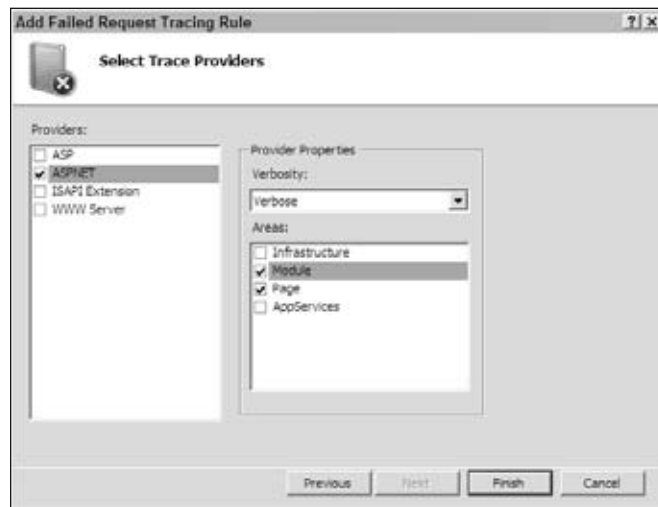 Add Failed Request Tracing Rule
Select Trace Providers
Providers:
ASP
ASPNET
ISAPI Extension
WWW Server
Provider Properties
Verbosity:
Verbose
Areas:
Infrastructure
Module
Page
AppServices
Previous
Next
Finish
Cancel